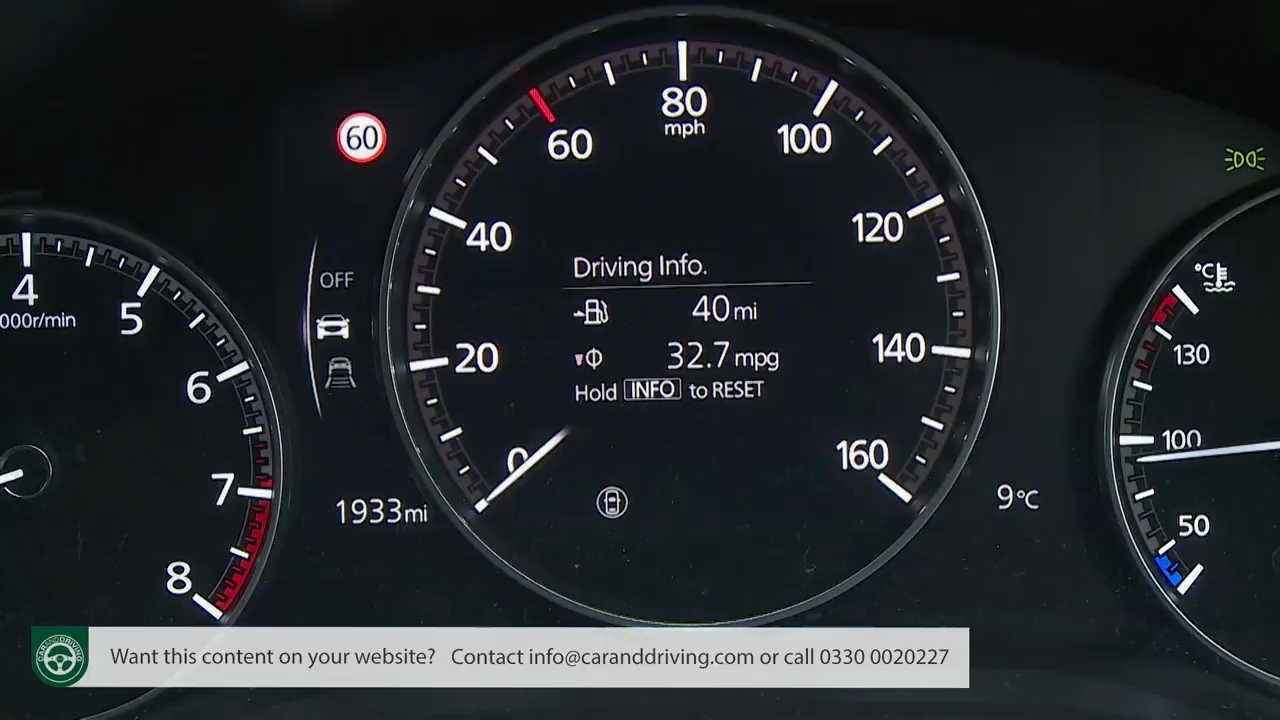 60
4
000r/min
5
6
7
8
OFF
1933mi
0
20
40
60
80
mph
100
120
140
160
Driving Info.
40 mi
32.7 mpg
Hold INFO to RESET
9°C
°C
130
100
50
CARANDDRIVING
Want this content on your website? Contact info@caranddriving.com or call 0330 0020227